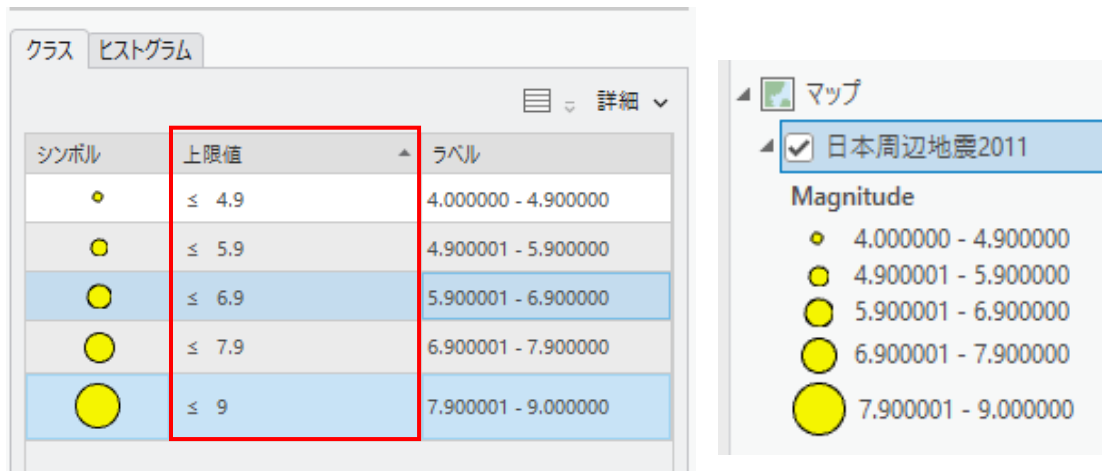 クラス ヒストグラム
詳細
シンボル 上限値 ラベル
≤ 4.9 4.000000 - 4.900000
≤ 5.9 4.900001 - 5.900000
≤ 6.9 5.900001 - 6.900000
≤ 7.9 6.900001 - 7.900000
≤ 9 7.900001 - 9.000000
マップ
日本周辺地震2011
Magnitude
4.000000 - 4.900000
4.900001 - 5.900000
5.900001 - 6.900000
6.900001 - 7.900000
7.900001 - 9.000000